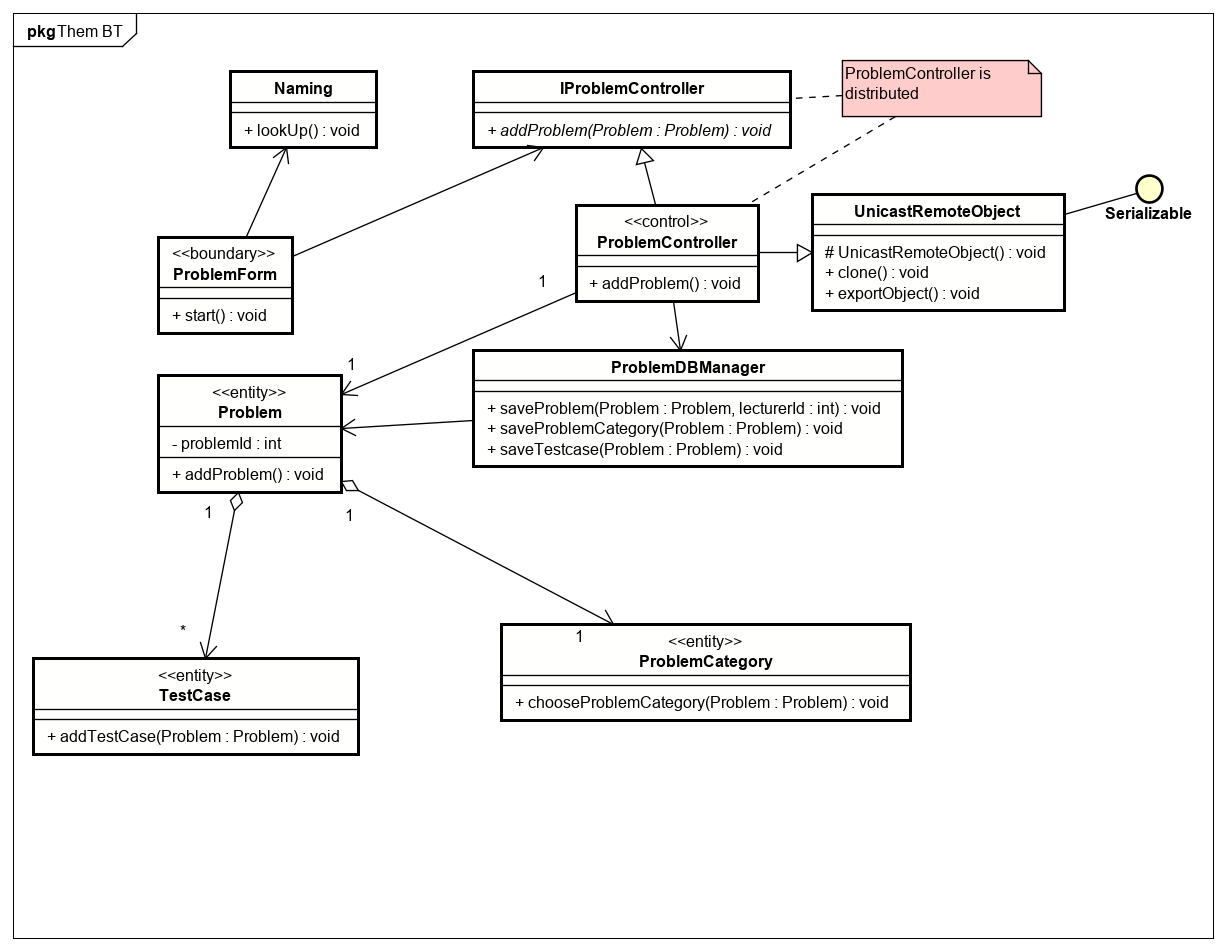 pkg Them BT
Naming
+ lookUp() : void
IProblemController
+ addProblem(Problem : Problem) : void
ProblemController is
distributed
<<boundary>>
ProblemForm
+ start() : void
<<control>>
ProblemController
+ addProblem() : void
UnicastRemoteObject
# UnicastRemoteObject() : void
+ clone() : void
+ exportObject() : void
Serializable
1
1
<<entity>>
Problem
- problemId : int
+ addProblem() : void
ProblemDBManager
+ saveProblem(Problem : Problem, lecturerId : int) : void
+ saveProblemCategory(Problem : Problem) : void
+ saveTestcase(Problem : Problem) : void
1
1
*
1
<<entity>>
TestCase
+ addTestCase(Problem : Problem) : void
<<entity>>
ProblemCategory
+ chooseProblemCategory(Problem : Problem) : void